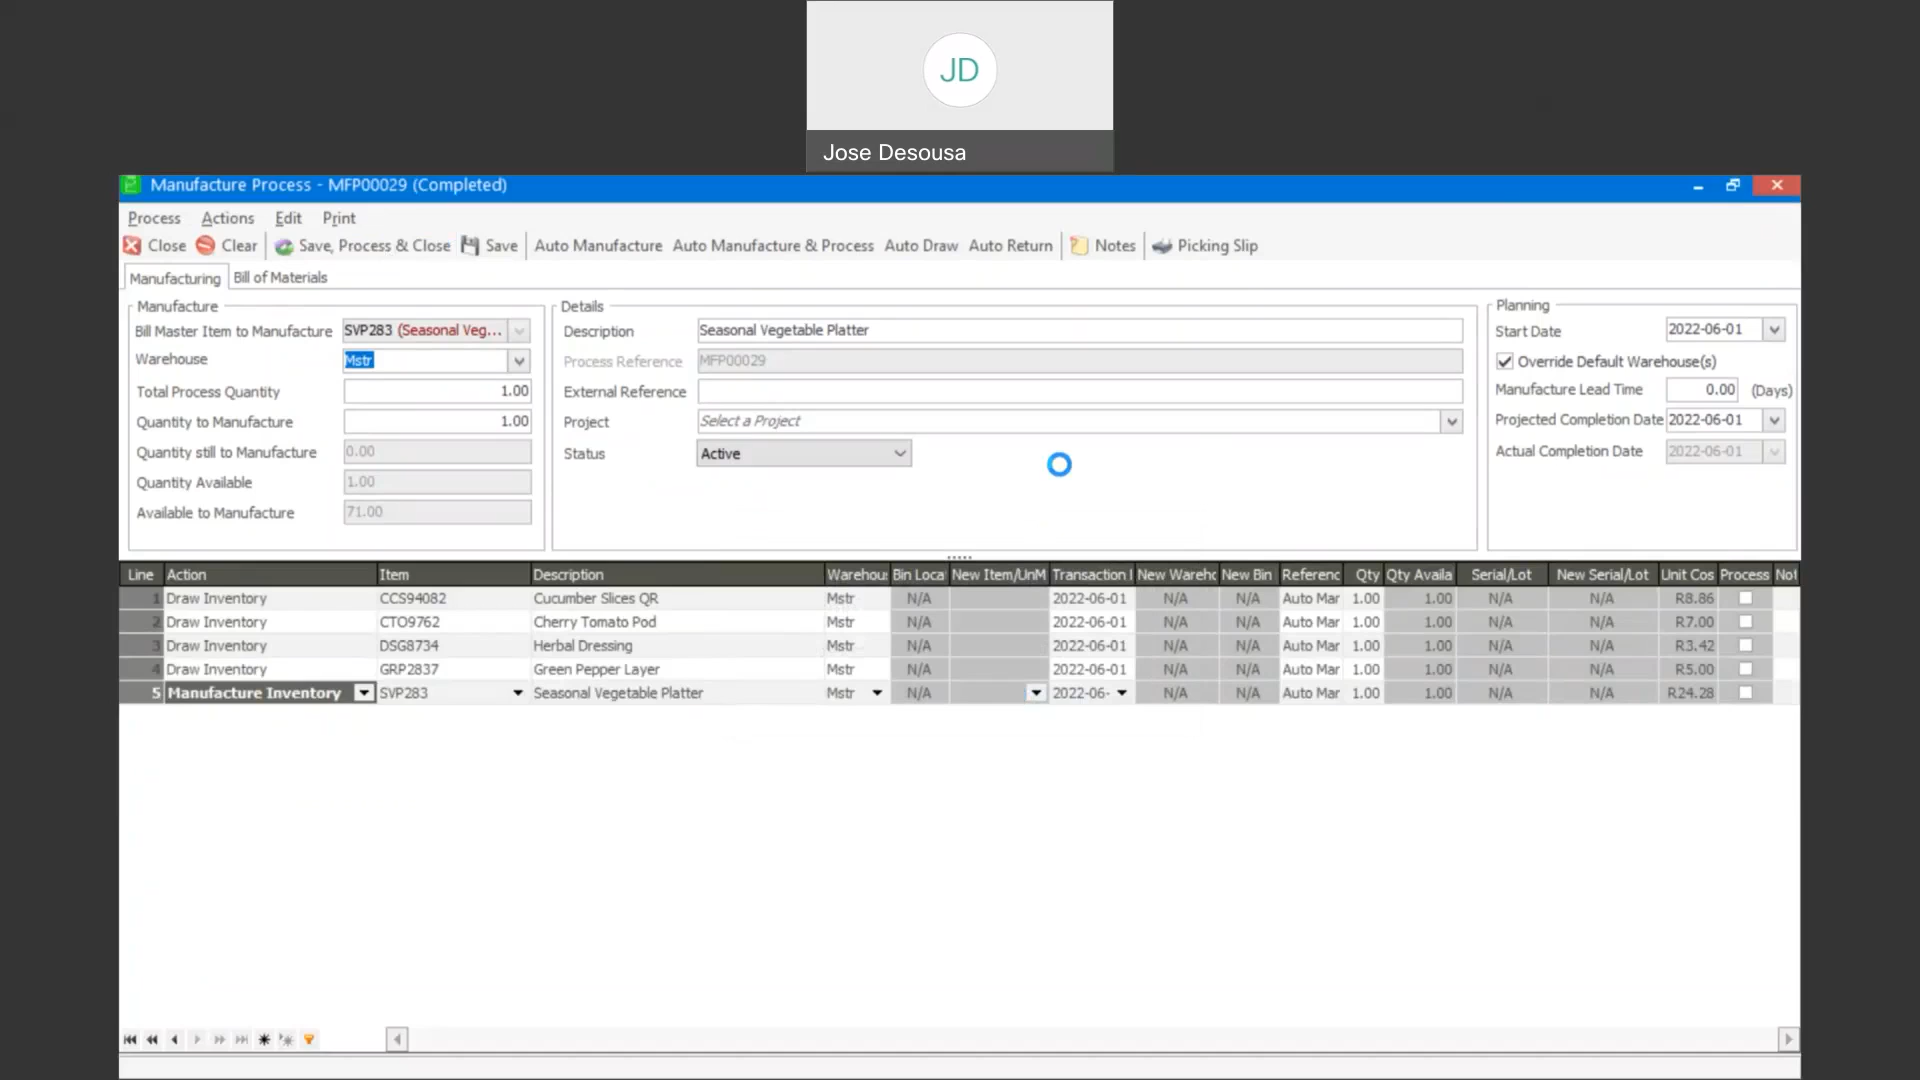 JD
Jose Desousa
Manufacture Process - MFP00029 (Completed)
Process Actions Edit Print
Close Clear Save, Process & Close Save Auto Manufacture Auto Manufacture & Process Auto Draw Auto Return Notes Picking Slip
Manufacturing Bill of Materials
Manufacture
Bill Master Item to Manufacture SVP283 (Seasonal Veg...
Warehouse Mstr
Total Process Quantity 1.00
Quantity to Manufacture 1.00
Quantity still to Manufacture 0.00
Quantity Available 1.00
Available to Manufacture 71.00
Details
Description Seasonal Vegetable Platter
Process Reference MFP00029
External Reference
Project Select a Project
Status Active
Planning
Start Date 2022-06-01
Override Default Warehouse(s)
Manufacture Lead Time 0.00 (Days)
Projected Completion Date 2022-06-01
Actual Completion Date 2022-06-01
Line Action Item Description Warehou: Bin Loca New Item/UnM Transaction New Warehc New Bin Referenc Qty Qty Availa Serial/Lot New Serial/Lot Unit Cos Process Not
1 Draw Inventory CCS94082 Cucumber Slices QR Mstr N/A 2022-06-01 N/A N/A Auto Mar 1.00 1.00 N/A N/A R8.86
2 Draw Inventory CTO9762 Cherry Tomato Pod Mstr N/A 2022-06-01 N/A N/A Auto Mar 1.00 1.00 N/A N/A R7.00
3 Draw Inventory DSG8734 Herbal Dressing Mstr N/A 2022-06-01 N/A N/A Auto Mar 1.00 1.00 N/A N/A R3.42
4 Draw Inventory GRP2837 Green Pepper Layer Mstr N/A 2022-06-01 N/A N/A Auto Mar 1.00 1.00 N/A N/A R5.00
5 Manufacture Inventory SVP283 Seasonal Vegetable Platter Mstr N/A 2022-06- N/A N/A Auto Mar 1.00 1.00 N/A N/A R24.28